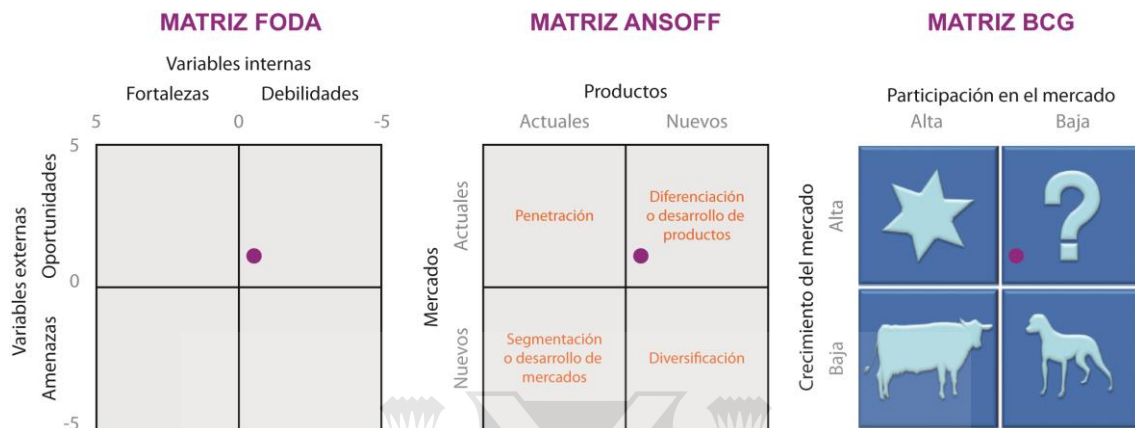 MATRIZ FODA
Variables internas
Fortalezas Debilidades
5 0 -5
Variables externas
Oportunidades
Amenazas
5
0
-5
MATRIZ ANSOFF
Productos
Actuales Nuevos
Mercados
Actuales
Nuevos
Penetración
Diferenciación
o desarrollo de
productos
Segmentación
o desarrollo de
mercados
Diversificación
MATRIZ BCG
Participación en el mercado
Alta Baja
Crecimiento del mercado
Alta
Baja
?